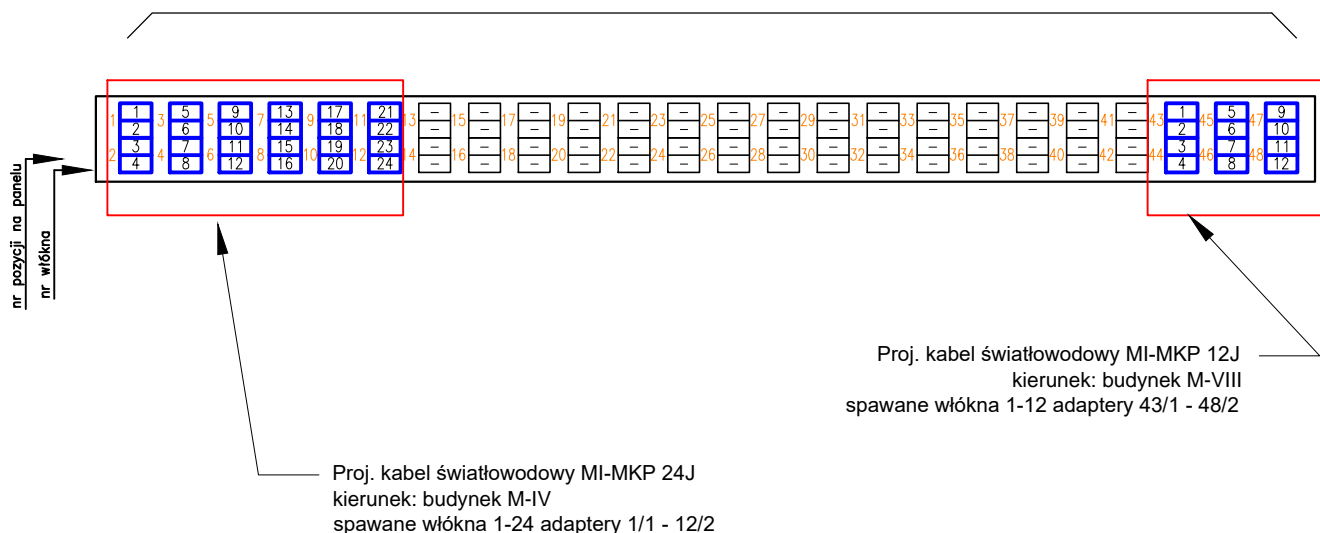 1 5 9 13 17 21 – – – – – – – – – – – – – – – 1 5 9
1 3 5 7 9 11 13 15 17 19 21 23 25 27 29 31 33 35 37 39 41 43 45 47
2 6 10 14 18 22 – – – – – – – – – – – – – – – 2 6 10
3 7 11 15 19 23 – – – – – – – – – – – – – – – 3 7 11
2 4 6 8 10 12 14 16 18 20 22 24 26 28 30 32 34 36 38 40 42 44 46 48
4 8 12 16 20 24 – – – – – – – – – – – – – – – 4 8 12
nr pozycji na panelu
nr włókna
Proj. kabel światłowodowy MI-MKP 12J
kierunek: budynek M-VIII
spawane włókna 1-12 adaptery 43/1 - 48/2
Proj. kabel światłowodowy MI-MKP 24J
kierunek: budynek M-IV
spawane włókna 1-24 adaptery 1/1 - 12/2